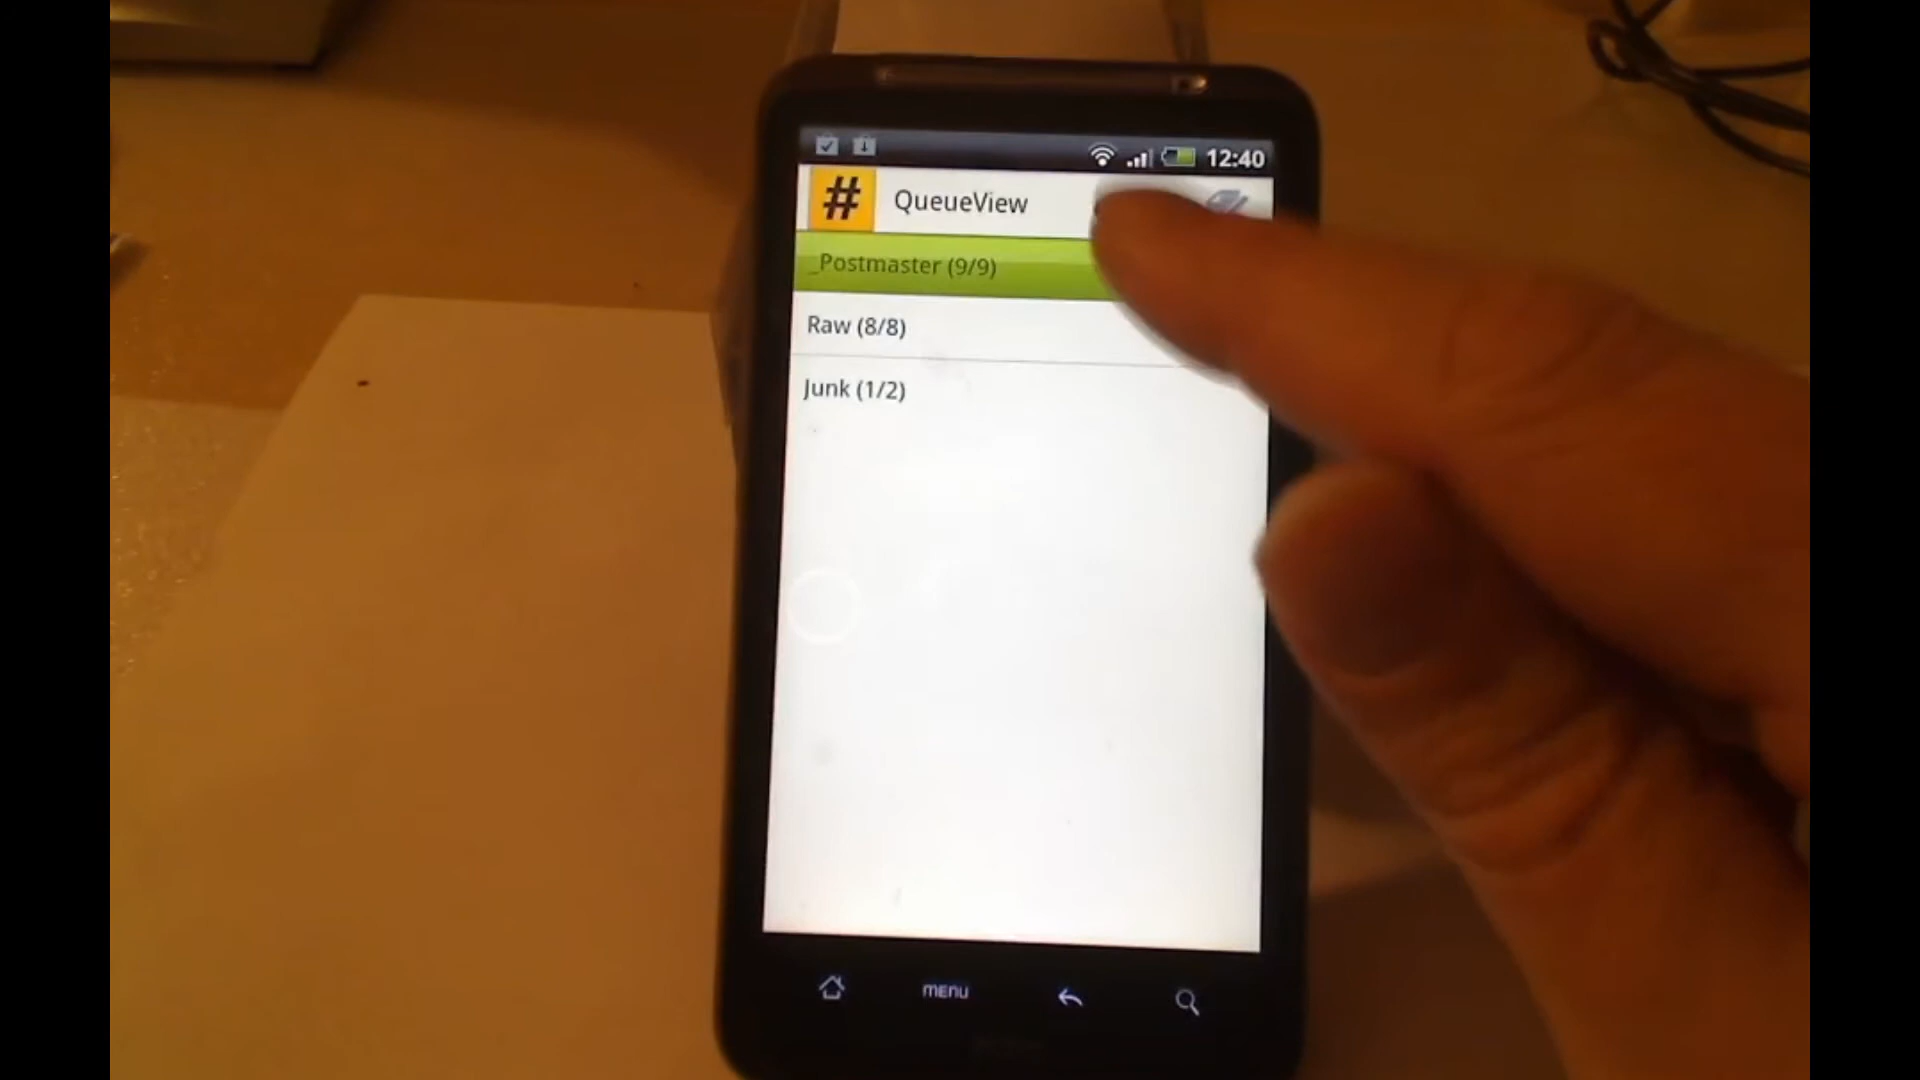 12:40
# QueueView
_Postmaster (9/9)
Raw (8/8)
Junk (1/2)
MENU